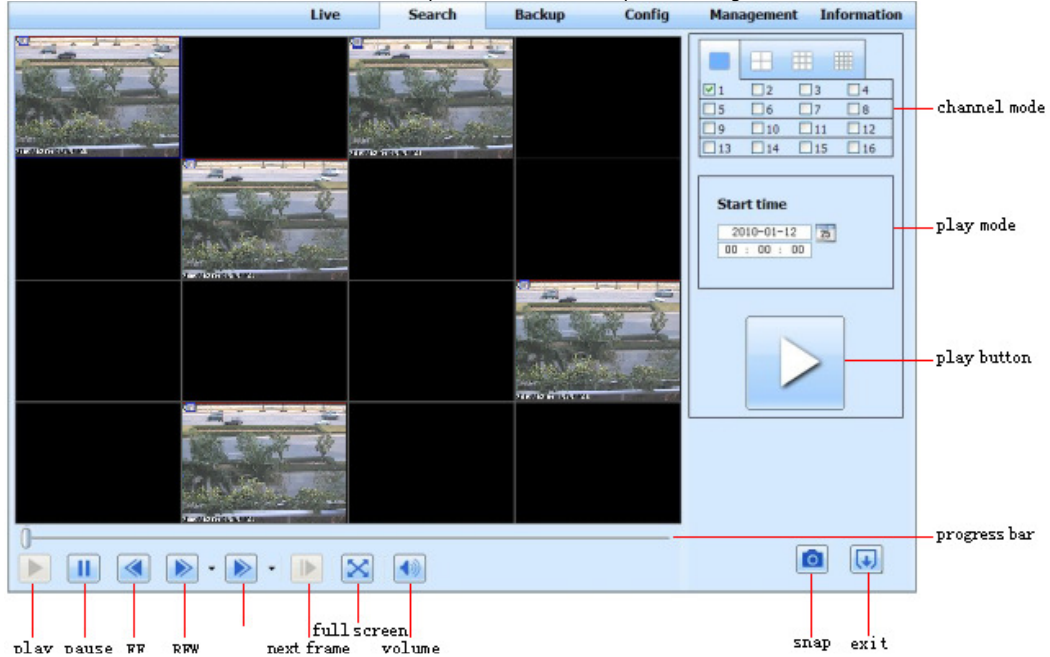 Live Search Backup Config Management Information
1 2 3 4
5 6 7 8
9 10 11 12
13 14 15 16
channel mode
Start time
2010-01-12
25
00 : 00 : 00
play mode
play button
progress bar
play pause FF REW next frame full screen volume snap exit